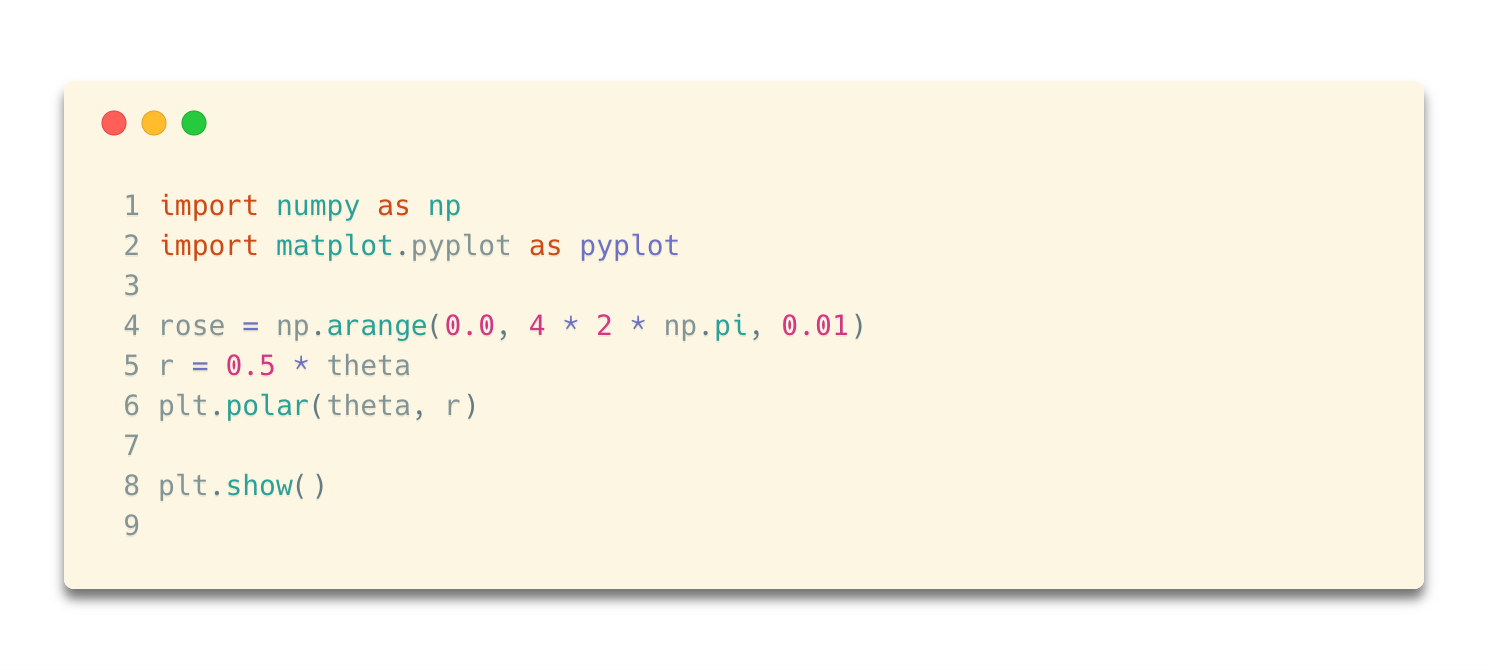 1 import numpy as np
2 import matplot.pyplot as pyplot
3
4 rose = np.arange(0.0, 4 * 2 * np.pi, 0.01)
5 r = 0.5 * theta
6 plt.polar(theta, r)
7
8 plt.show()
9